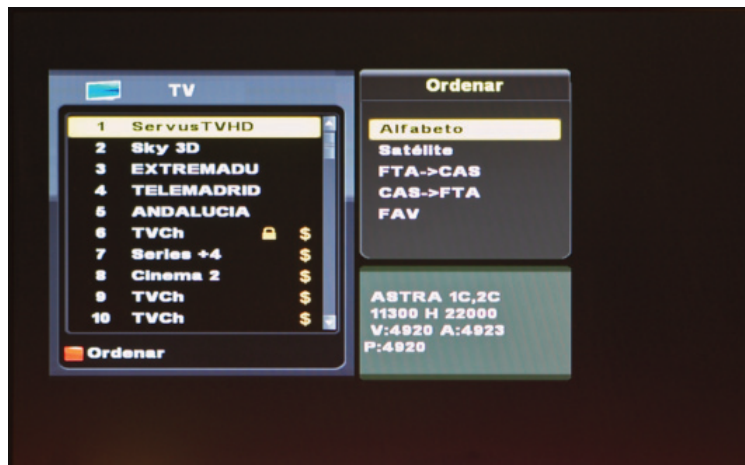 TV
1 ServusTVHD
2 Sky 3D
3 EXTREMADU
4 TELEMADRID
5 ANDALUCIA
6 TVCh $
7 Series +4 $
8 Cinema 2 $
9 TVCh $
10 TVCh $
Ordenar
Ordenar
Alfabeto
Satélite
FTA->CAS
CAS->FTA
FAV
ASTRA 1C,2C
11300 H 22000
V:4920 A:4923
P:4920